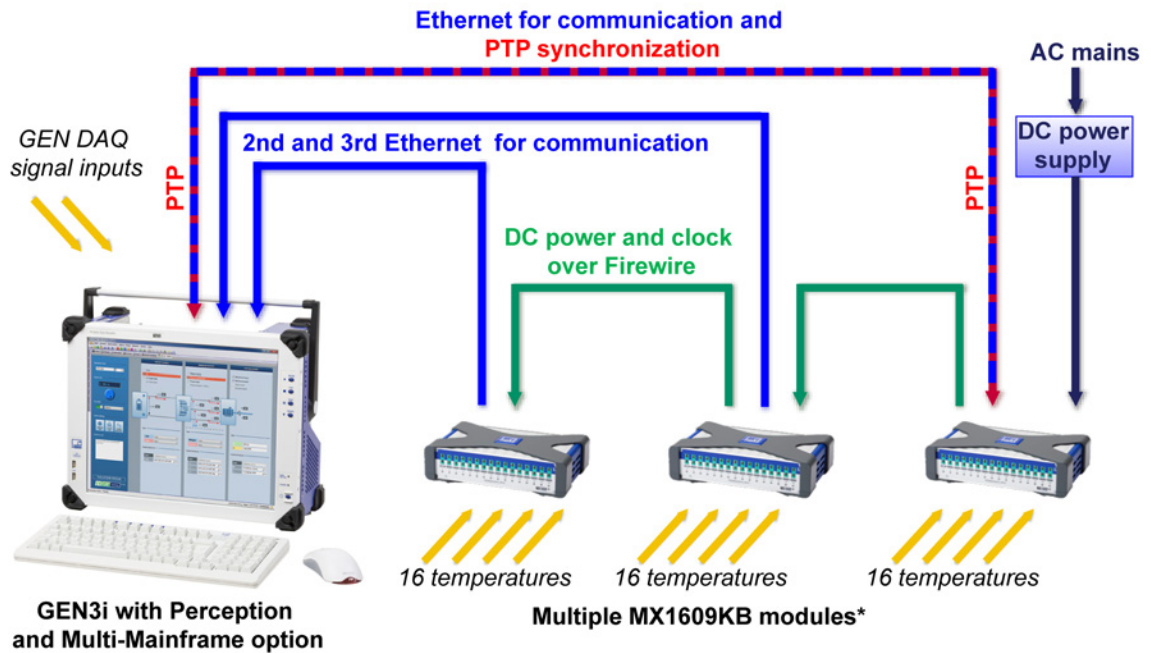 Ethernet for communication and
PTP synchronization
AC mains
GEN DAQ
signal inputs
2nd and 3rd Ethernet for communication
DC power
supply
PTP
PTP
DC power and clock
over Firewire
16 temperatures
16 temperatures
16 temperatures
GEN3i with Perception
and Multi-Mainframe option
Multiple MX1609KB modules*